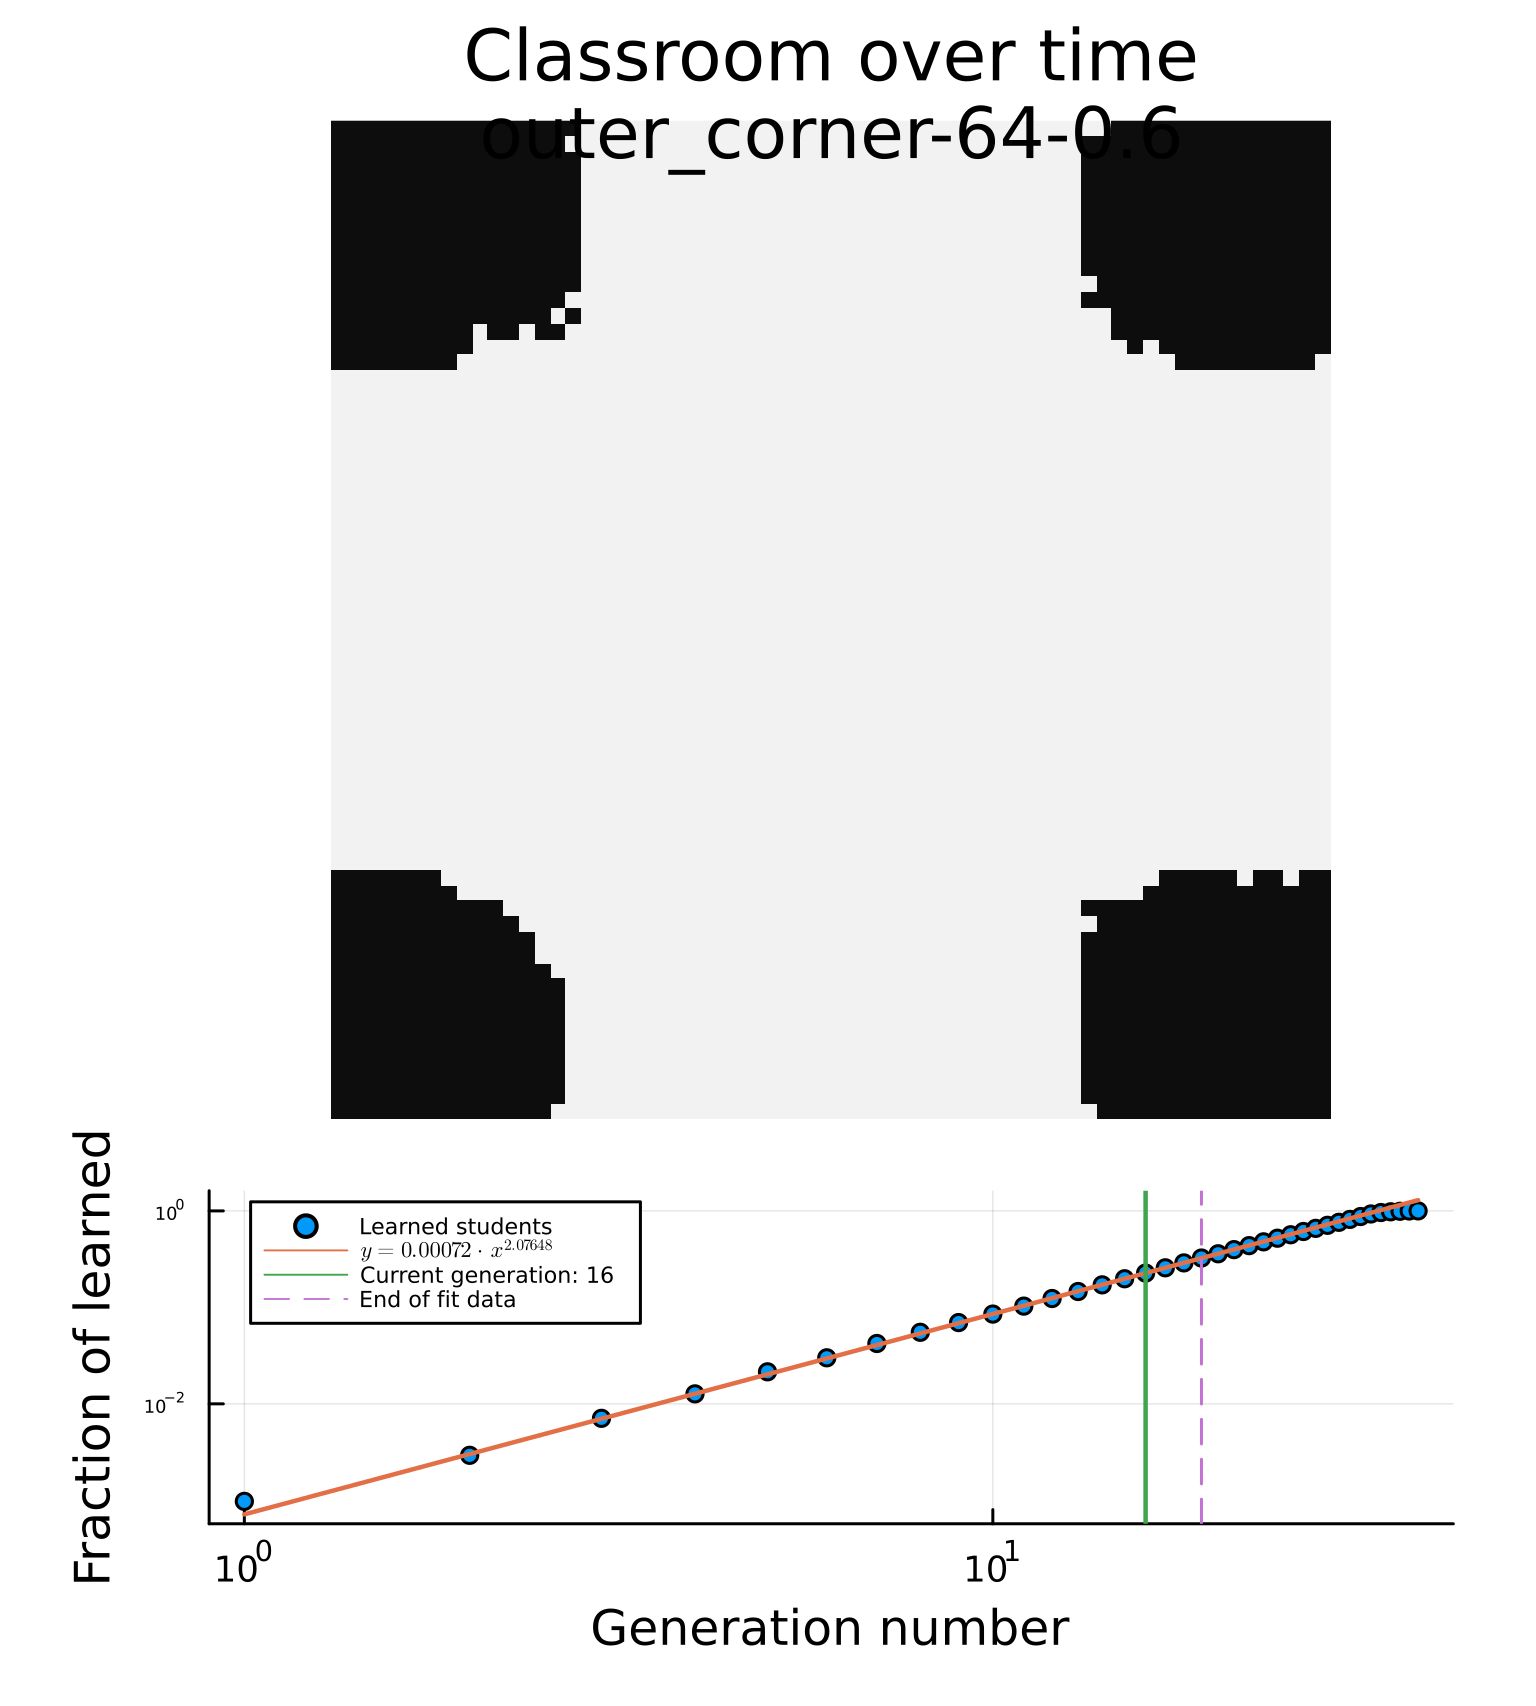 Classroom over time
outer_corner-64-0.6
Fraction of learned
10⁰
10⁻²
Learned students
y = 0.00072 · x^2.07648
Current generation: 16
End of fit data
10⁰
10¹
Generation number